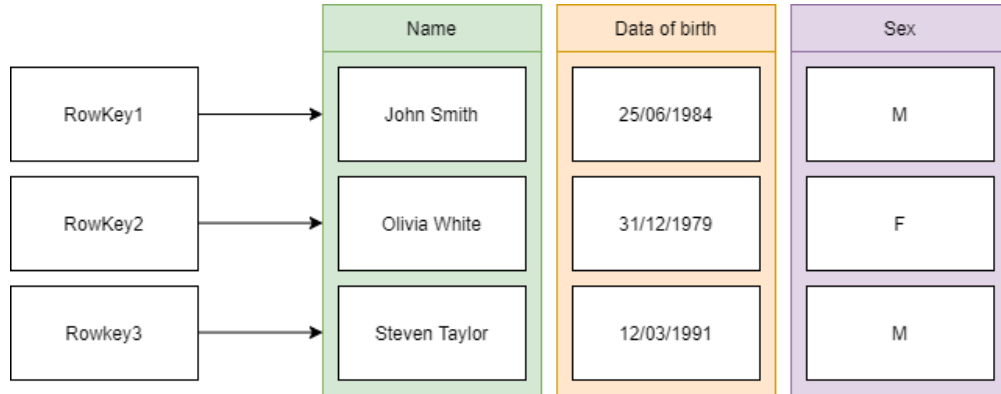 Name
Data of birth
Sex
RowKey1
John Smith
25/06/1984
M
RowKey2
Olivia White
31/12/1979
F
Rowkey3
Steven Taylor
12/03/1991
M